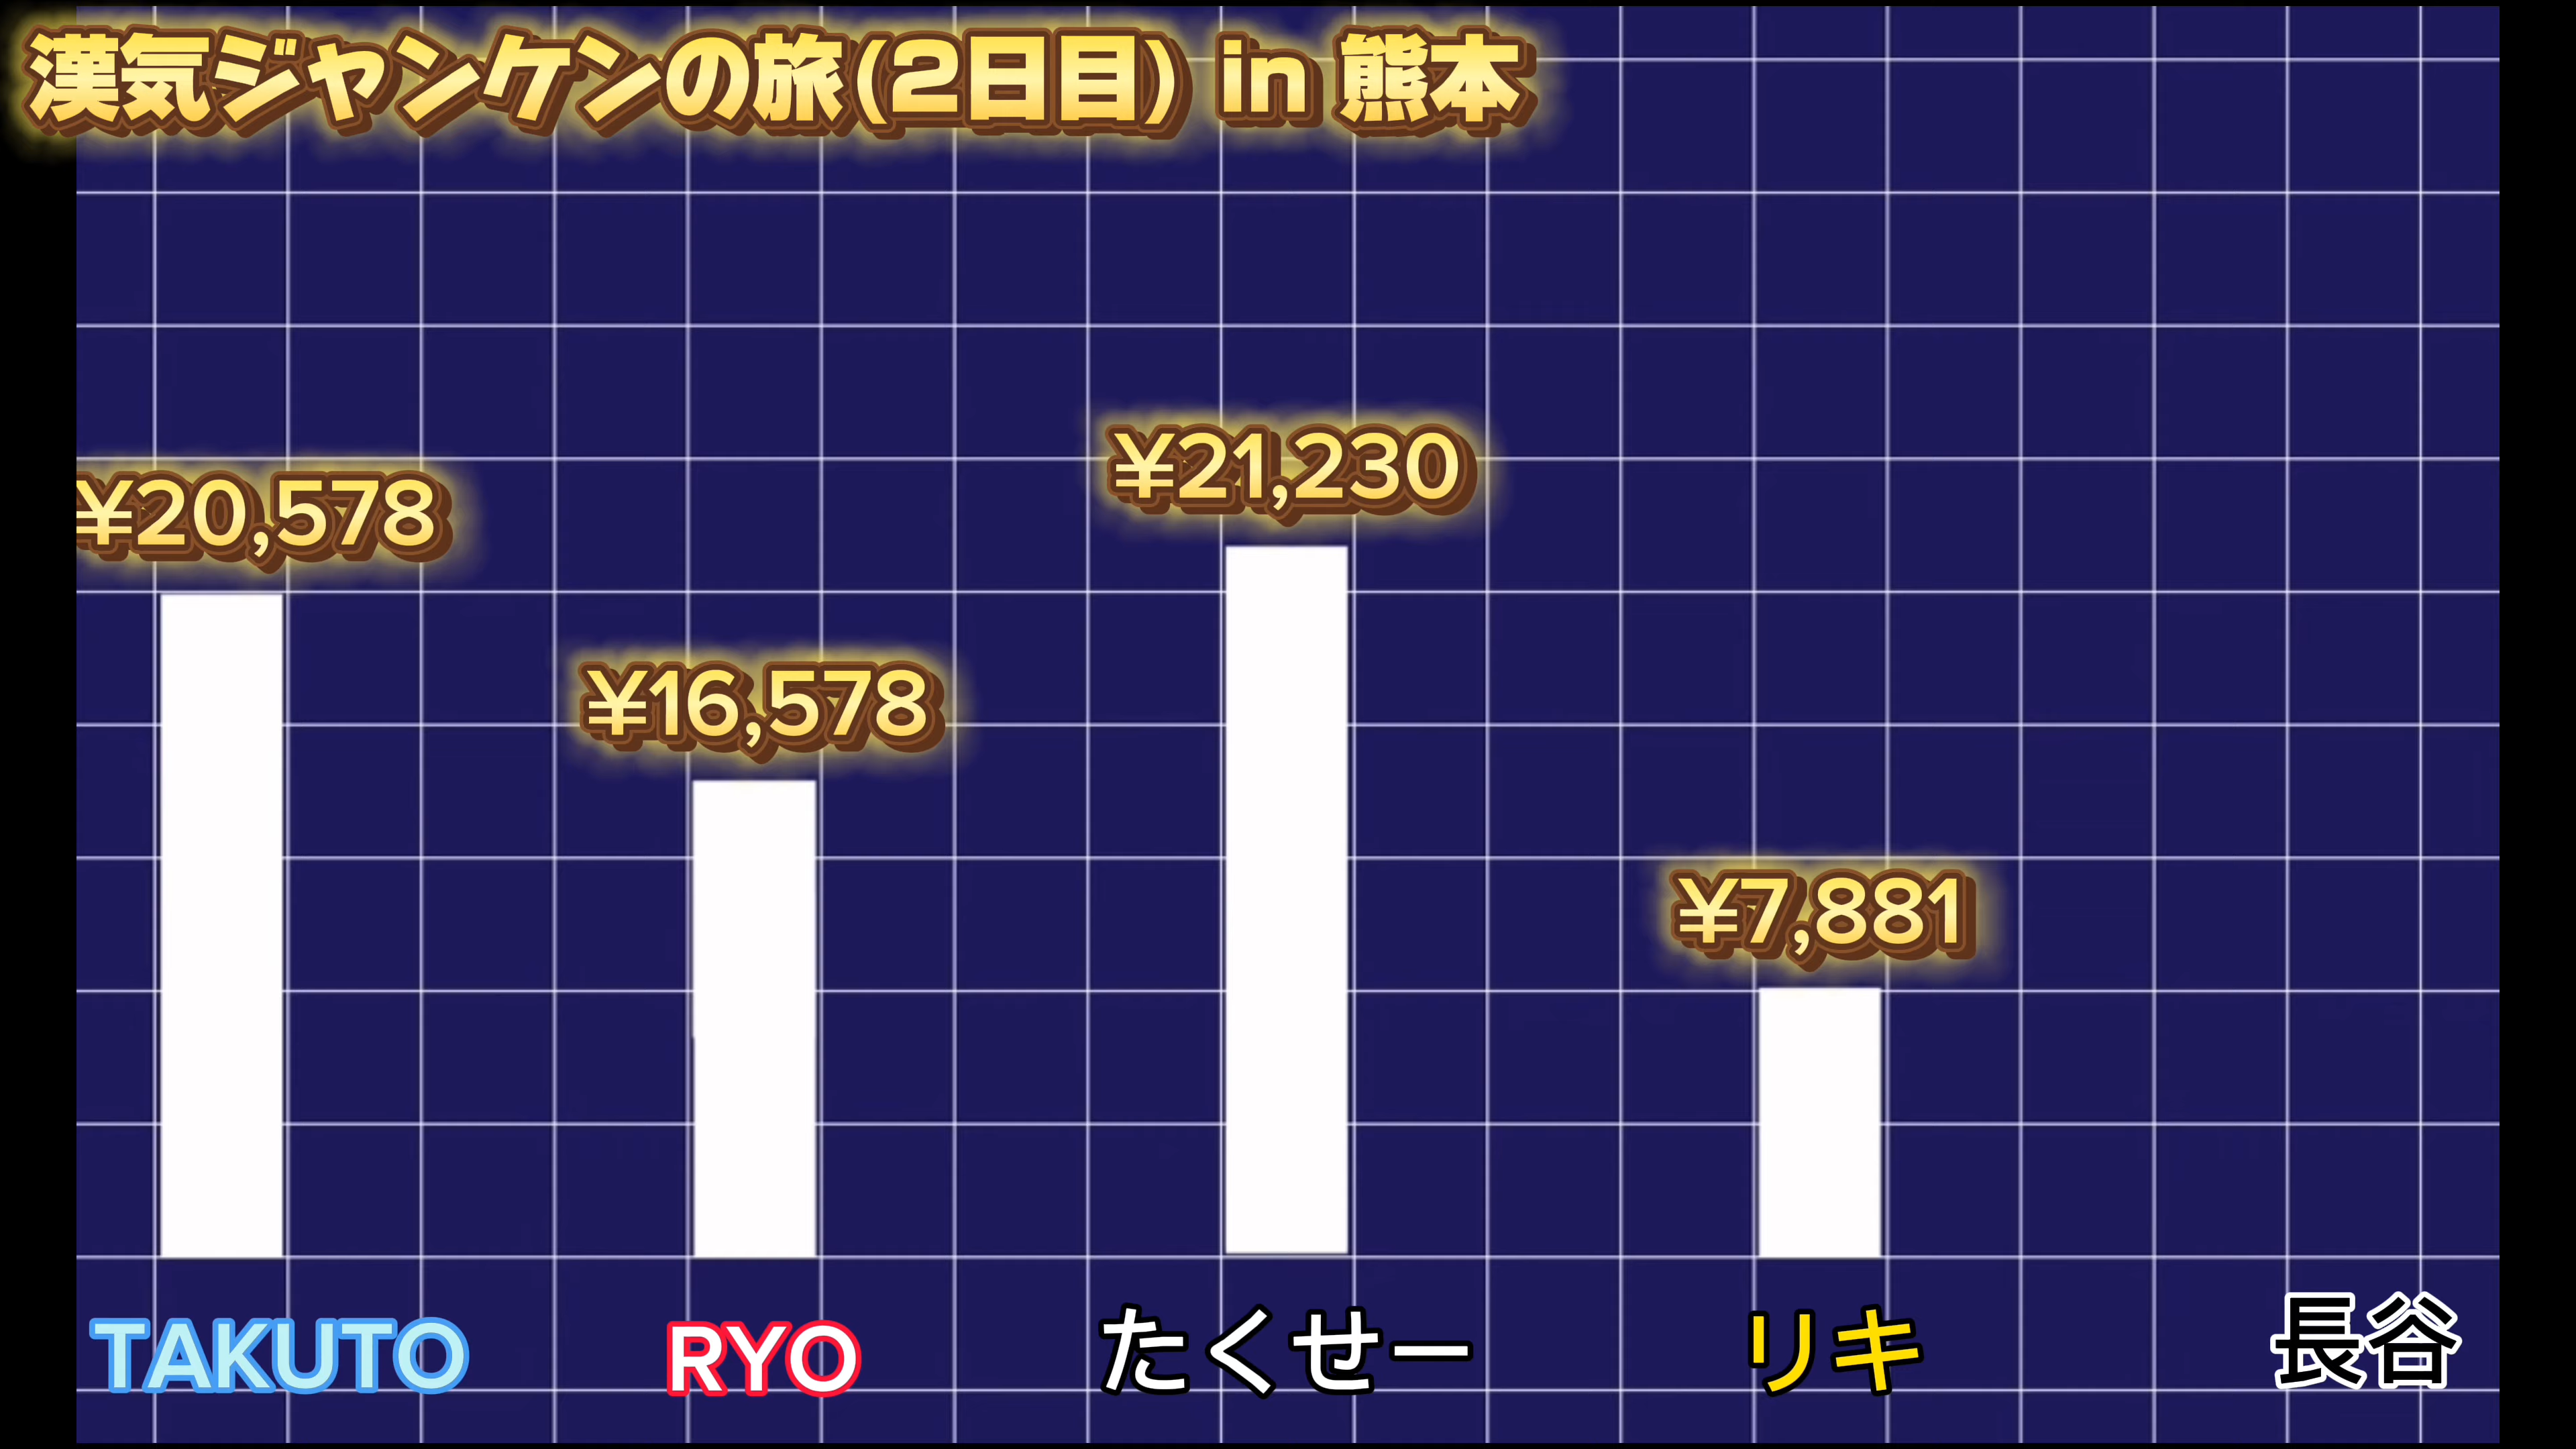 漢気ジャンケンの旅(2日目) in 熊本
¥21,230
¥20,578
¥16,578
¥7,881
TAKUTO RYO たくせー リキ 長谷